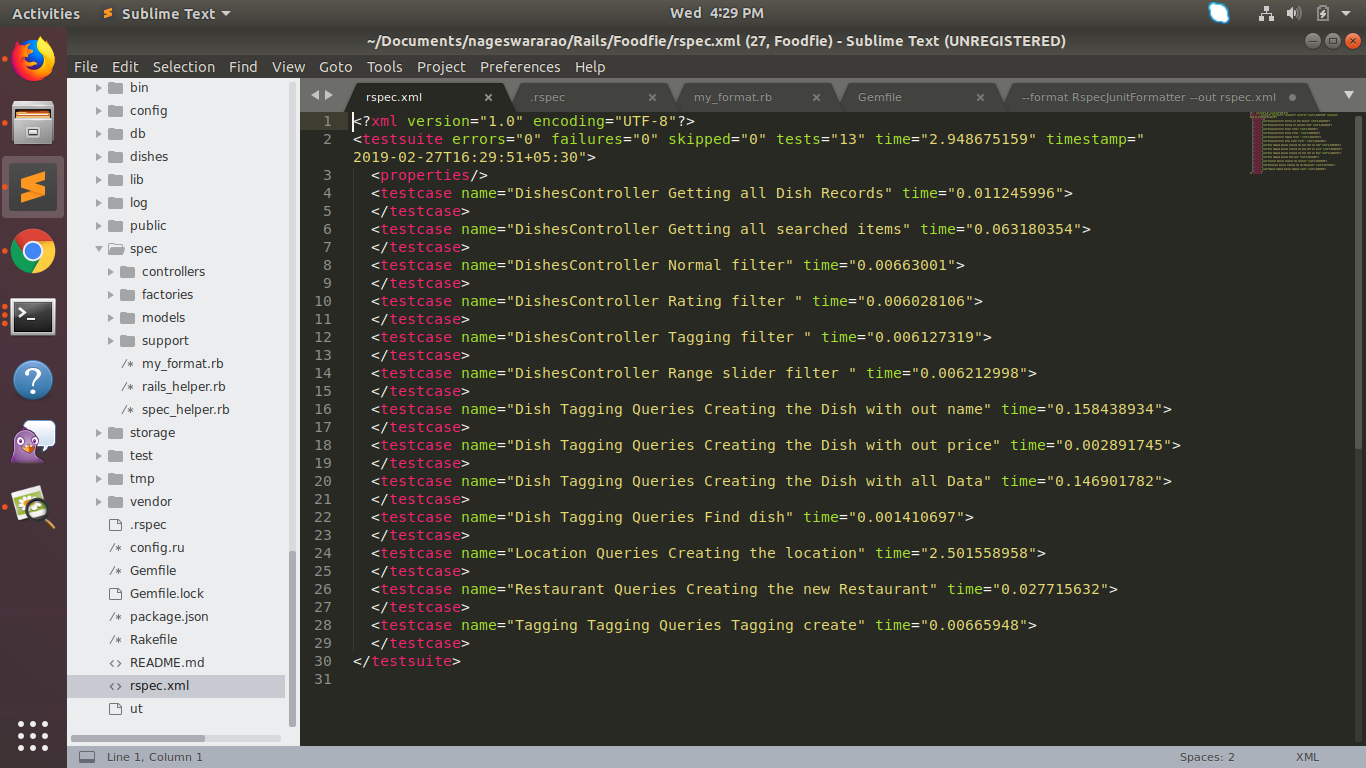 Activities
Sublime Text
Wed 4:29 PM
~/Documents/nageswararao/Rails/Foodfie/rspec.xml (27, Foodfie) - Sublime Text (UNREGISTERED)
File Edit Selection Find View Goto Tools Project Preferences Help
bin
config
db
dishes
lib
log
public
spec
controllers
factories
models
support
/* my_format.rb
/* rails_helper.rb
/* spec_helper.rb
storage
test
tmp
vendor
.rspec
/* config.ru
/* Gemfile
Gemfile.lock
/* package.json
/* Rakefile
<> README.md
<> rspec.xml
ut
rspec.xml × .rspec × my_format.rb × Gemfile × --format RspecJunitFormatter --out rspec.xml
1 <?xml version="1.0" encoding="UTF-8"?>
2 <testsuite errors="0" failures="0" skipped="0" tests="13" time="2.948675159" timestamp="
2019-02-27T16:29:51+05:30">
3 <properties/>
4 <testcase name="DishesController Getting all Dish Records" time="0.011245996">
5 </testcase>
6 <testcase name="DishesController Getting all searched items" time="0.063180354">
7 </testcase>
8 <testcase name="DishesController Normal filter" time="0.00663001">
9 </testcase>
10 <testcase name="DishesController Rating filter " time="0.006028106">
11 </testcase>
12 <testcase name="DishesController Tagging filter " time="0.006127319">
13 </testcase>
14 <testcase name="DishesController Range slider filter " time="0.006212998">
15 </testcase>
16 <testcase name="Dish Tagging Queries Creating the Dish with out name" time="0.158438934">
17 </testcase>
18 <testcase name="Dish Tagging Queries Creating the Dish with out price" time="0.002891745">
19 </testcase>
20 <testcase name="Dish Tagging Queries Creating the Dish with all Data" time="0.146901782">
21 </testcase>
22 <testcase name="Dish Tagging Queries Find dish" time="0.001410697">
23 </testcase>
24 <testcase name="Location Queries Creating the location" time="2.501558958">
25 </testcase>
26 <testcase name="Restaurant Queries Creating the new Restaurant" time="0.027715632">
27 </testcase>
28 <testcase name="Tagging Tagging Queries Tagging create" time="0.00665948">
29 </testcase>
30 </testsuite>
31
Line 1, Column 1
Spaces: 2
XML